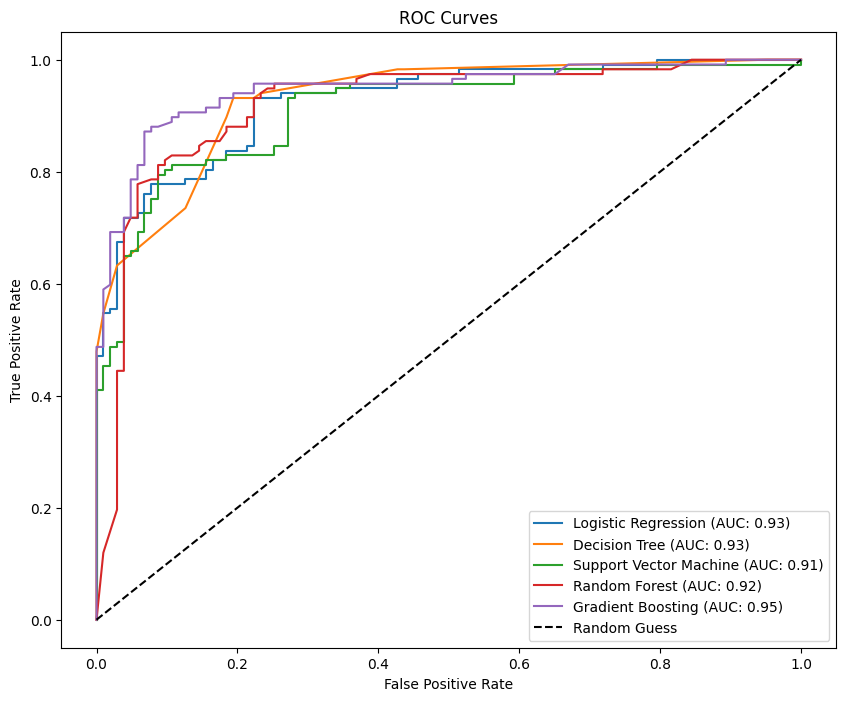 ROC Curves
1.0
0.8
0.6
0.4
0.2
0.0
True Positive Rate
0.0 0.2 0.4 0.6 0.8 1.0
False Positive Rate
Logistic Regression (AUC: 0.93)
Decision Tree (AUC: 0.93)
Support Vector Machine (AUC: 0.91)
Random Forest (AUC: 0.92)
Gradient Boosting (AUC: 0.95)
Random Guess